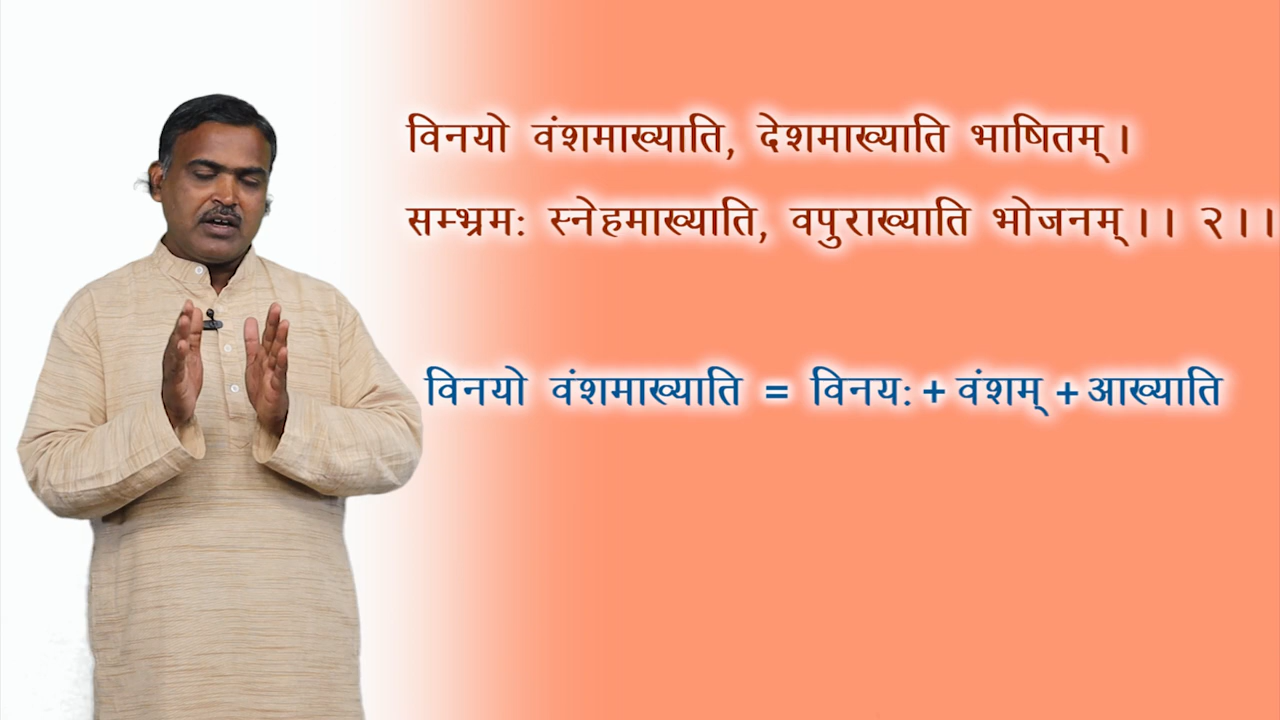 विनयो वंशमाख्याति, देशमाख्याति भाषितम् ।
सम्भ्रमः स्नेहमाख्याति, वपुराख्याति भोजनम् ।। २ ।।
विनयो वंशमाख्याति = विनयः + वंशम् + आख्याति